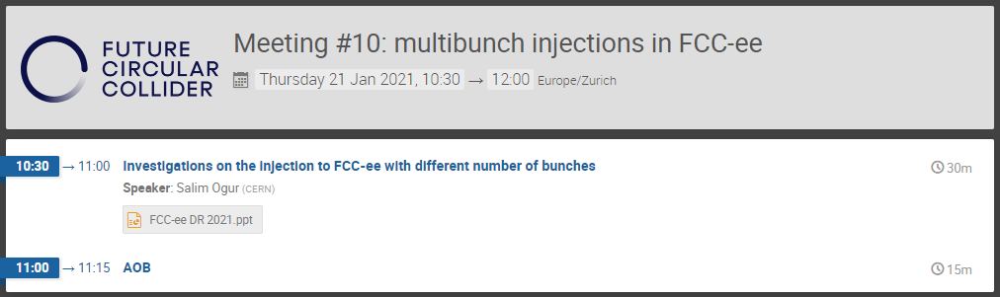 FUTURE
CIRCULAR
COLLIDER
Meeting #10: multibunch injections in FCC-ee
Thursday 21 Jan 2021, 10:30 → 12:00 Europe/Zurich
10:30 → 11:00 Investigations on the injection to FCC-ee with different number of bunches 30m
Speaker: Salim Ogur (CERN)
FCC-ee DR 2021.ppt
11:00 → 11:15 AOB 15m